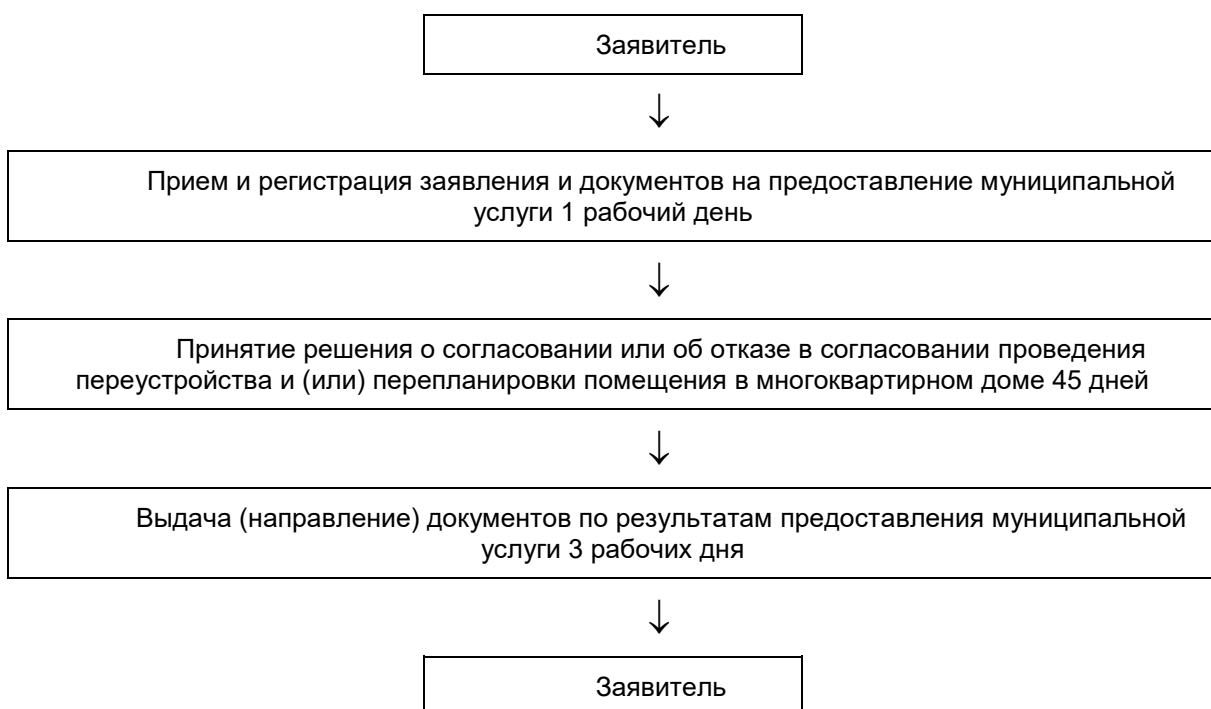 Заявитель
↓
Прием и регистрация заявления и документов на предоставление муниципальной
услуги 1 рабочий день
↓
Принятие решения о согласовании или об отказе в согласовании проведения
переустройства и (или) перепланировки помещения в многоквартирном доме 45 дней
↓
Выдача (направление) документов по результатам предоставления муниципальной
услуги 3 рабочих дня
↓
Заявитель